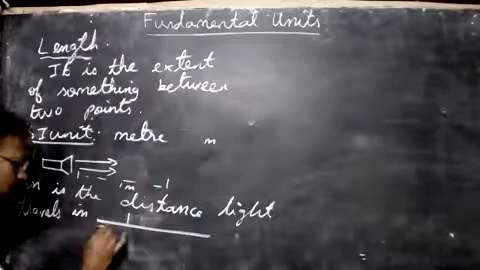 Fundamental Units
Length.
It is the extent
of something between
two points.
SI unit: metre m
1m
is the distance light
travels in 1